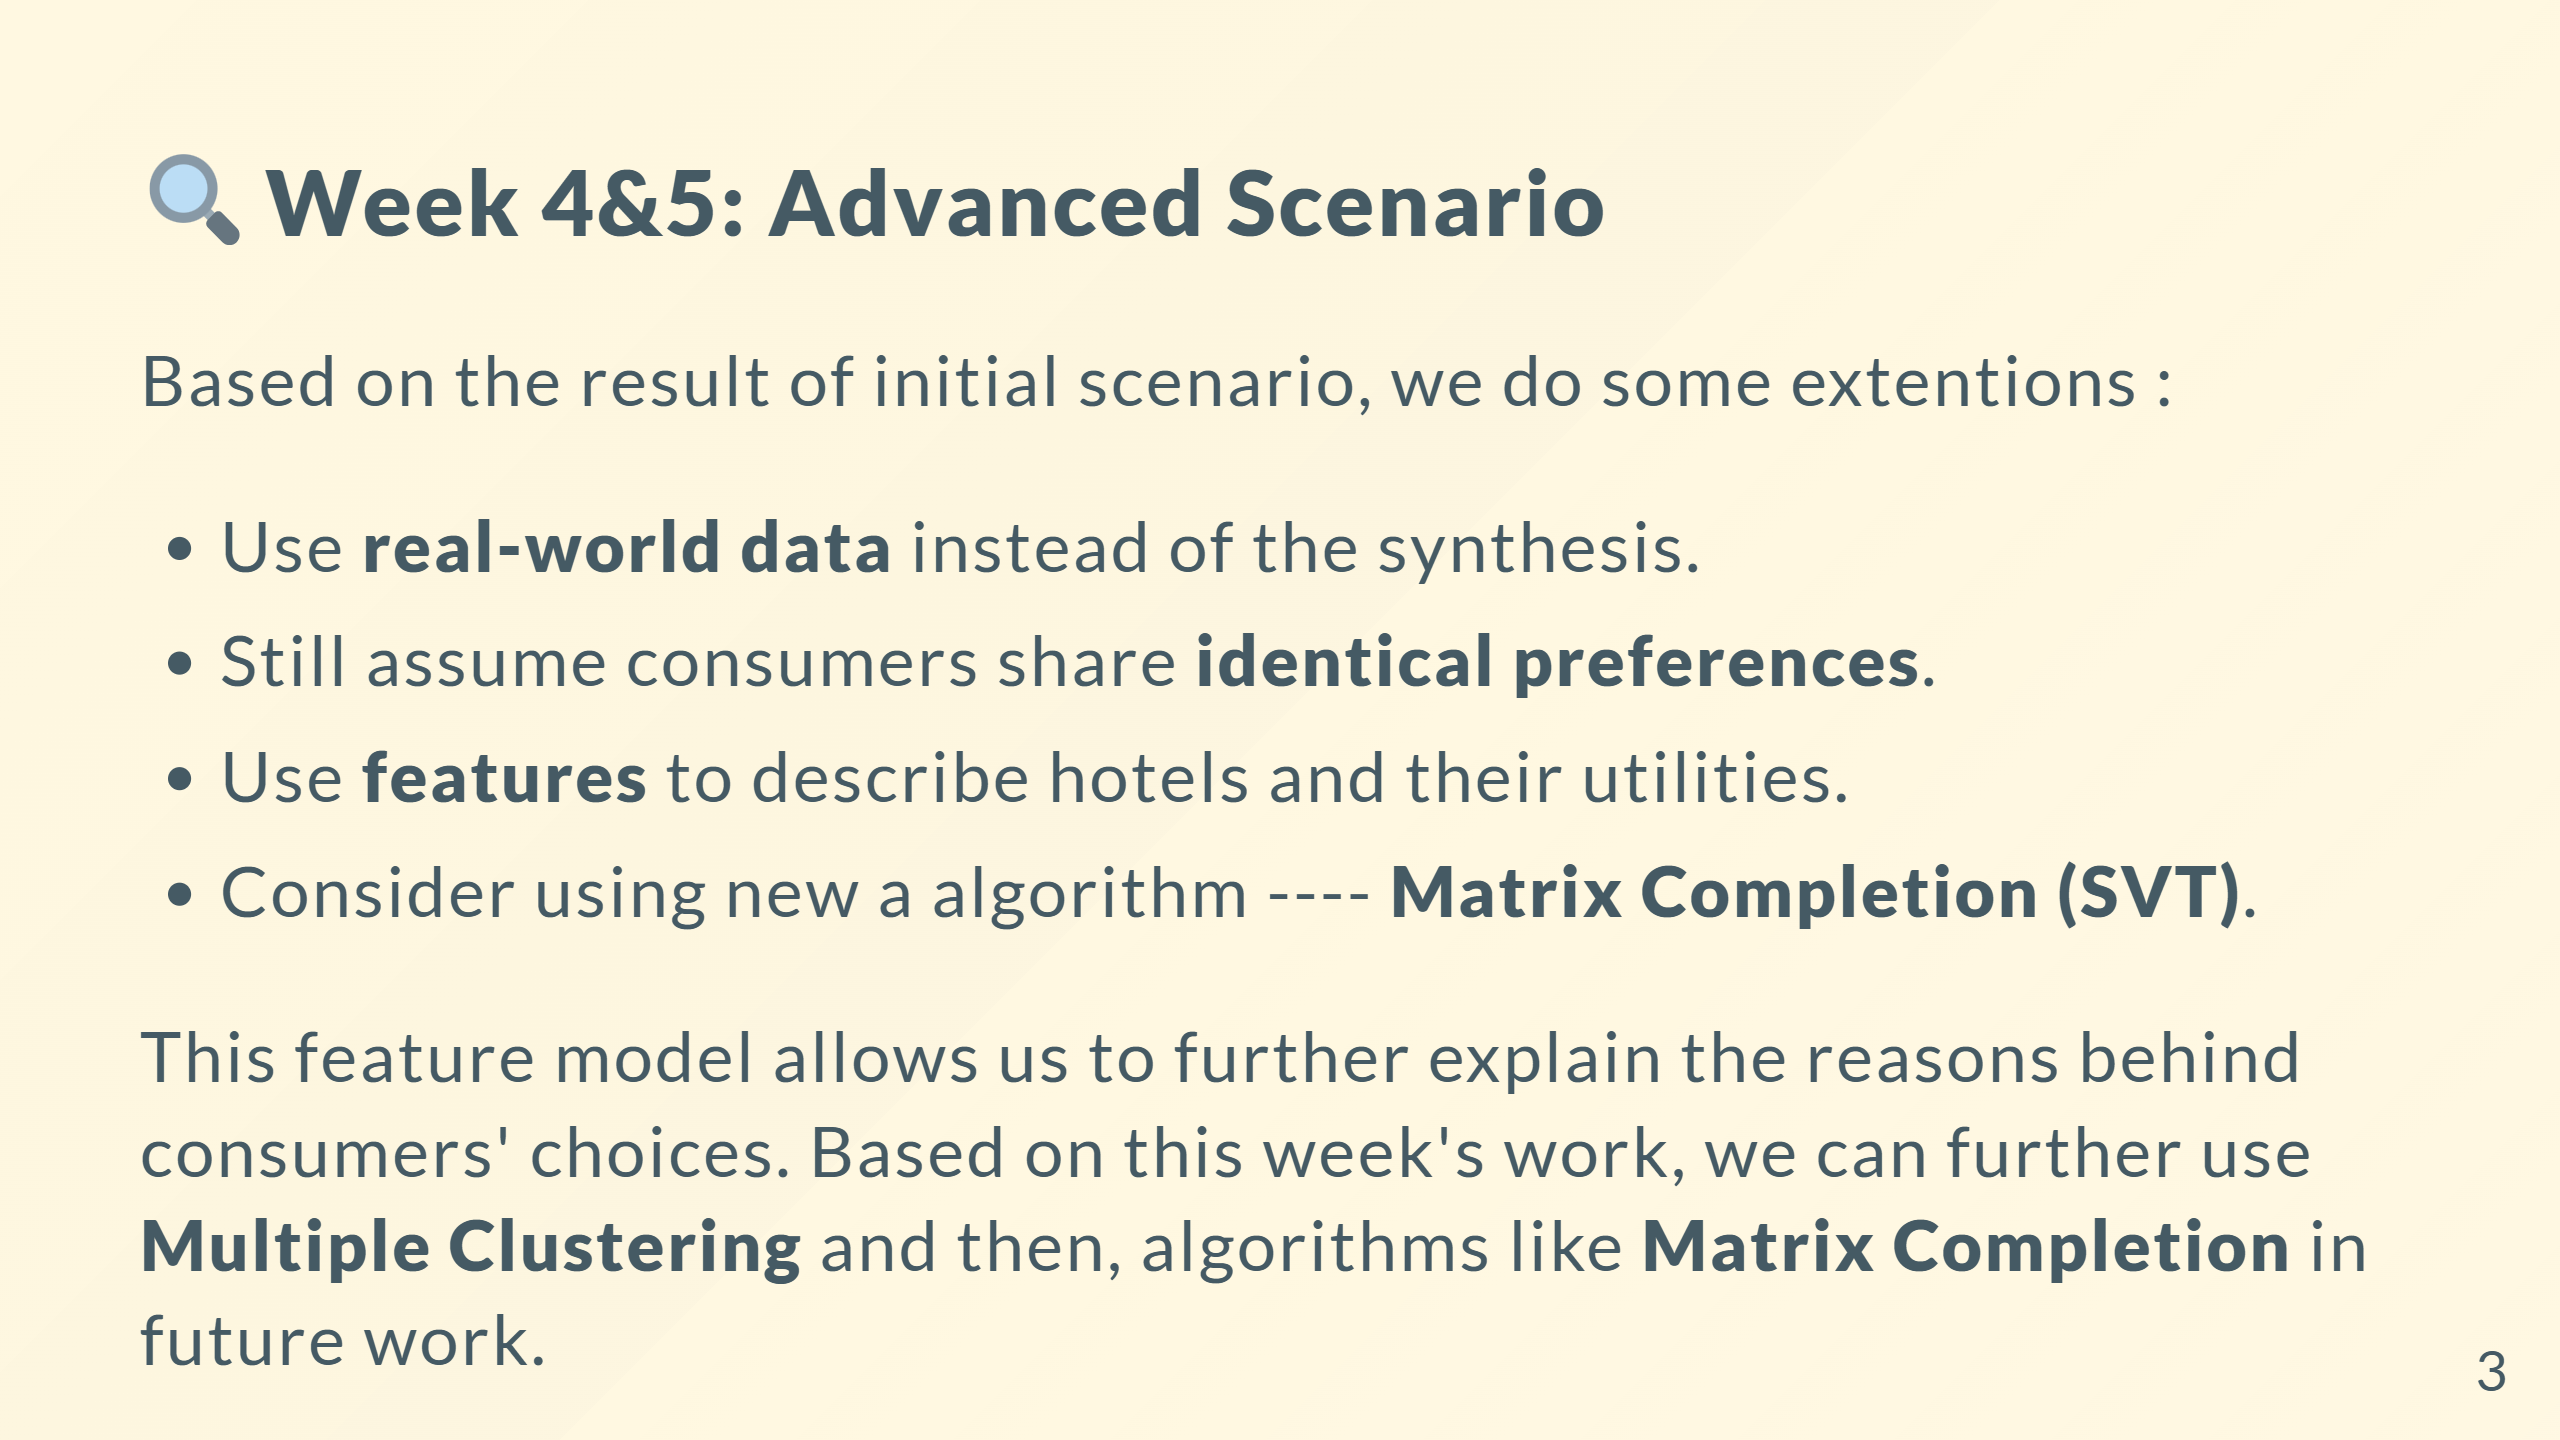 Week 4&5: Advanced Scenario
Based on the result of initial scenario, we do some extentions :
• Use real-world data instead of the synthesis.
• Still assume consumers share identical preferences.
• Use features to describe hotels and their utilities.
• Consider using new a algorithm ---- Matrix Completion (SVT).
This feature model allows us to further explain the reasons behind
consumers' choices. Based on this week's work, we can further use
Multiple Clustering and then, algorithms like Matrix Completion in
future work.
3